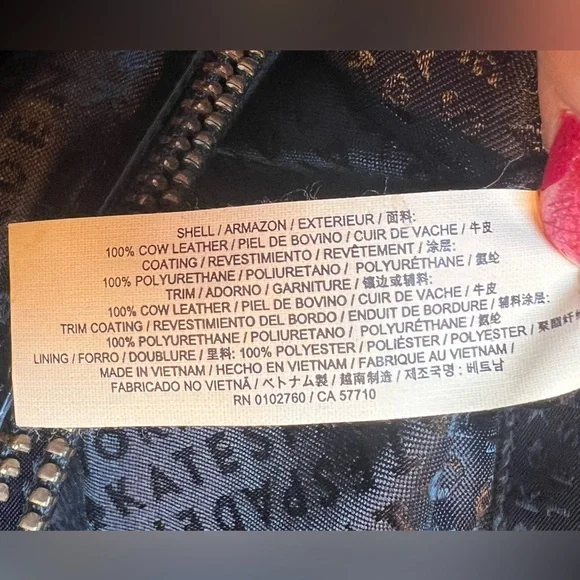 SHELL / ARMAZON / EXTERIEUR / 面料:
100% COW LEATHER / PIEL DE BOVINO / CUIR DE VACHE / 牛皮
COATING / REVESTIMIENTO / REVÊTEMENT / 涂层:
100% POLYURETHANE / POLIURETANO / POLYURÉTHANE / 氨纶
TRIM / ADORNO / GARNITURE / 镶边或辅料:
100% COW LEATHER / PIEL DE BOVINO / CUIR DE VACHE / 牛皮
TRIM COATING / REVESTIMIENTO DEL BORDO / ENDUIT DE BORDURE / 辅料涂层:
100% POLYURETHANE / POLIURETANO / POLYURÉTHANE / 氨纶
LINING / FORRO / DOUBLURE / 里料: 100% POLYESTER / POLIÉSTER / POLYESTER / 聚酯纤维
MADE IN VIETNAM / HECHO EN VIETNAM / FABRIQUE AU VIETNAM /
FABRICADO NO VIETNÃ / ベトナム製 / 越南制造 / 제조국명 : 베트남
RN 0102760 / CA 57710
YORK
KATE S
SPADE